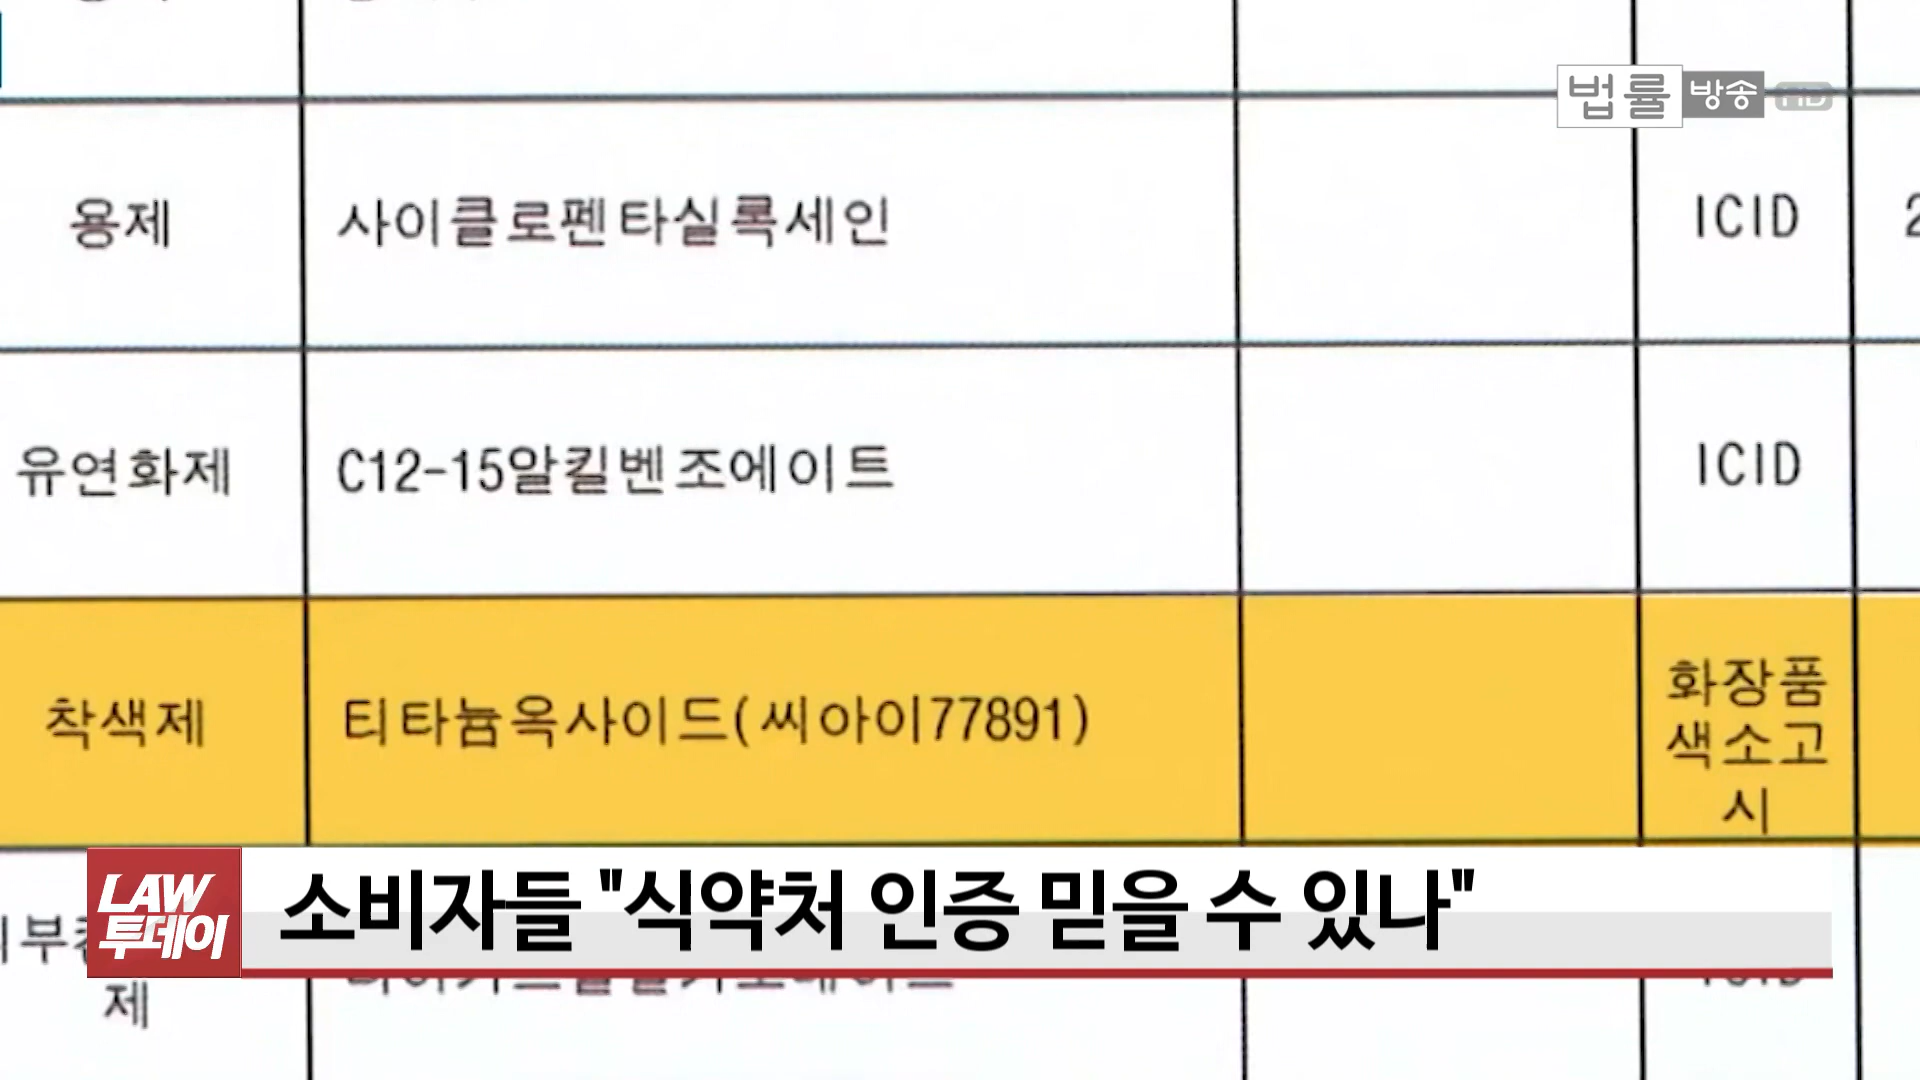 법률방송 HD
용제 사이클로펜타실록세인 ICID 2
유연화제 C12-15알킬벤조에이트 ICID
착색제 티타늄옥사이드(씨아이77891) 화장품
색소고
시
LAW
투데이
소비자들 "식약처 인증 믿을 수 있나"
제